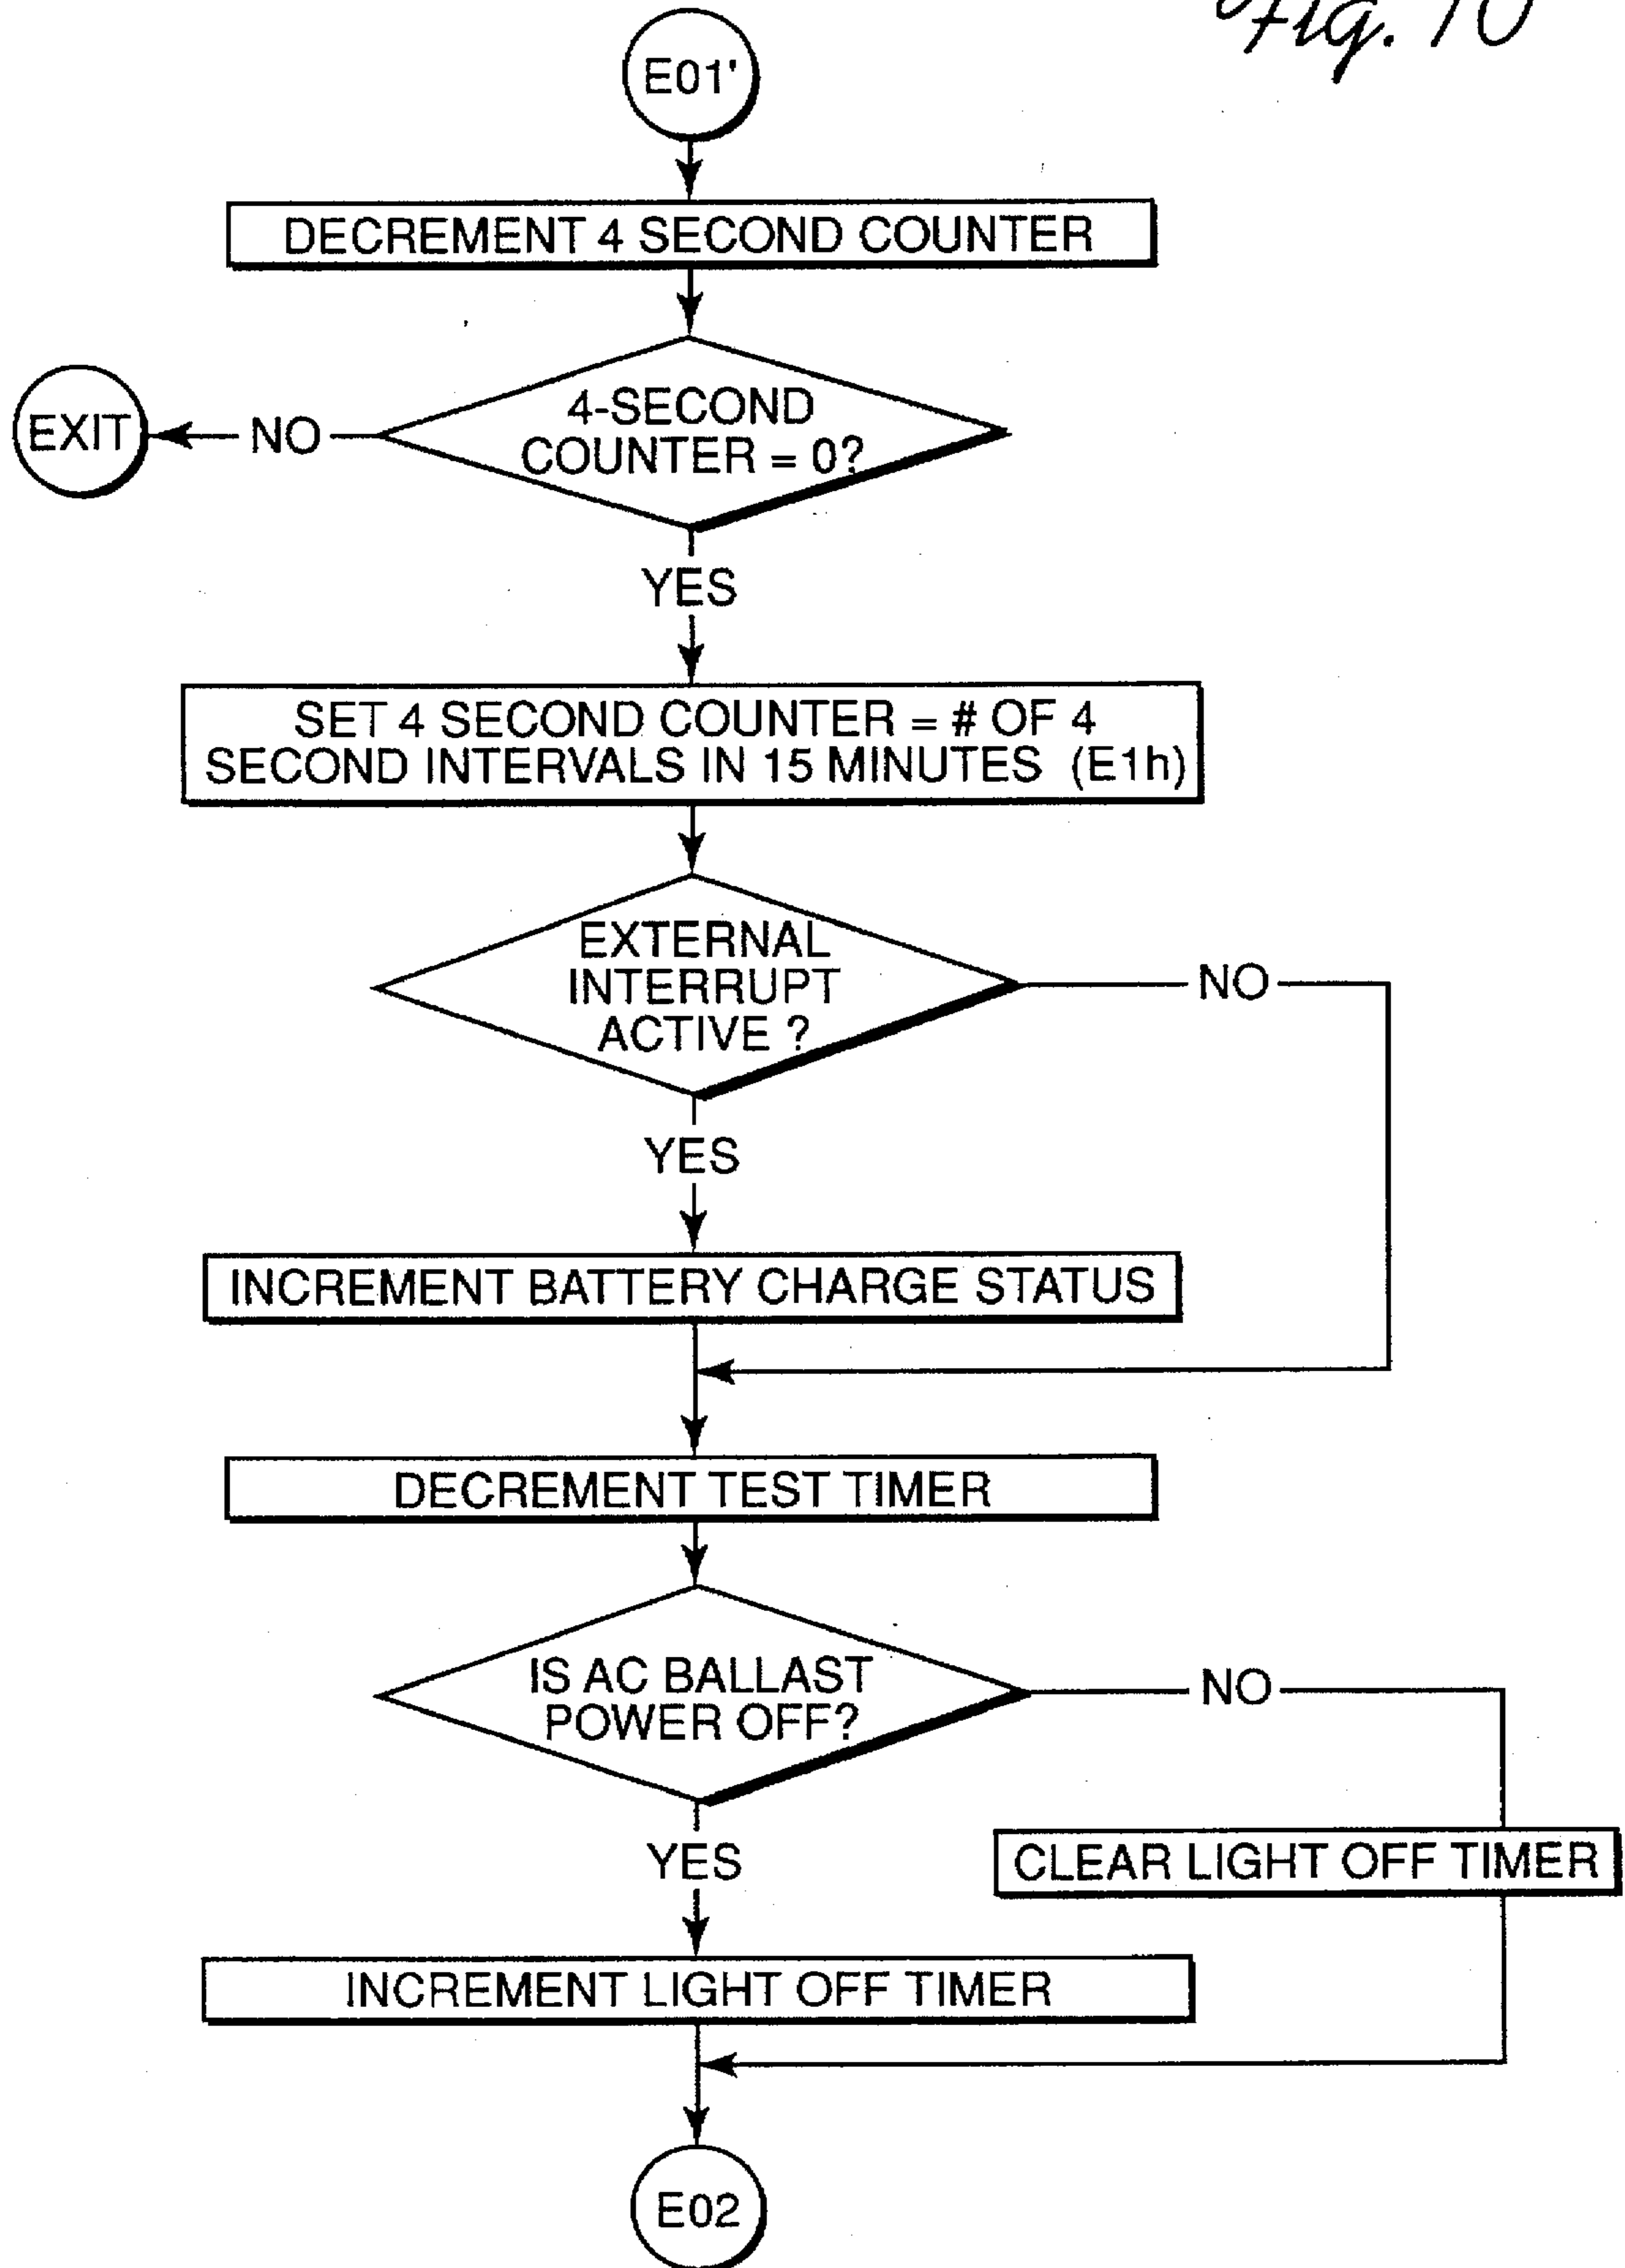 Fig. 10
E01'
DECREMENT 4 SECOND COUNTER
4-SECOND
COUNTER = 0?
EXIT
NO
YES
SET 4 SECOND COUNTER = # OF 4
SECOND INTERVALS IN 15 MINUTES (E1h)
EXTERNAL
INTERRUPT
ACTIVE ?
NO
YES
INCREMENT BATTERY CHARGE STATUS
DECREMENT TEST TIMER
IS AC BALLAST
POWER OFF?
NO
YES
CLEAR LIGHT OFF TIMER
INCREMENT LIGHT OFF TIMER
E02